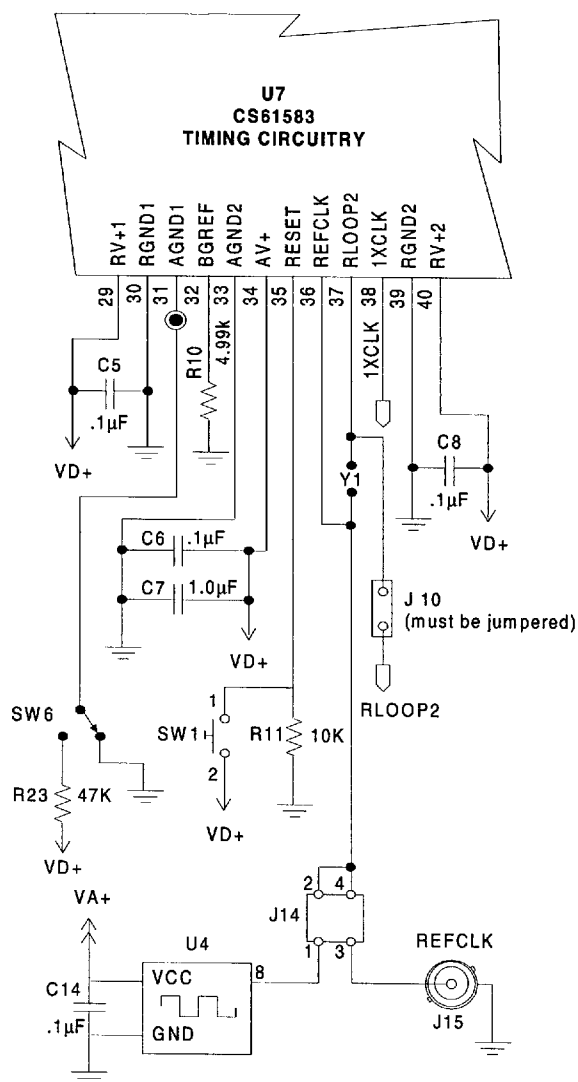 U7
CS61583
TIMING CIRCUITRY
RV+1
RGND1
AGND1
BGREF
AGND2
AV+
RESET
REFCLK
RLOOP2
1XCLK
RGND2
RV+2
29
30
31
32
33
34
35
36
37
38
39
40
R10
4.99k
1XCLK
C5
.1µF
VD+
C8
.1µF
VD+
Y1
C6
.1µF
C7
1.0µF
VD+
J 10
(must be jumpered)
RLOOP2
SW6
1
SW1
2
R11
10K
R23
47K
VD+
VD+
VA+
2
4
J14
1
3
REFCLK
U4
VCC
8
C14
.1µF
GND
J15